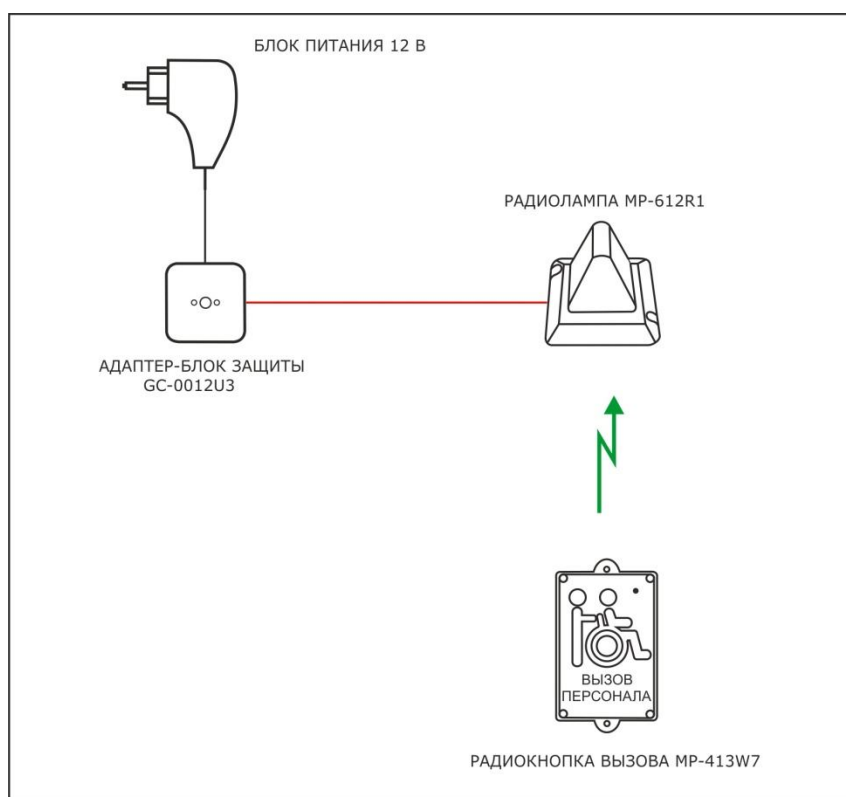 БЛОК ПИТАНИЯ 12 В
РАДИОЛАМПА MP-612R1
АДАПТЕР-БЛОК ЗАЩИТЫ
GC-0012U3
ВЫЗОВ
ПЕРСОНАЛА
РАДИОКНОПКА ВЫЗОВА MP-413W7